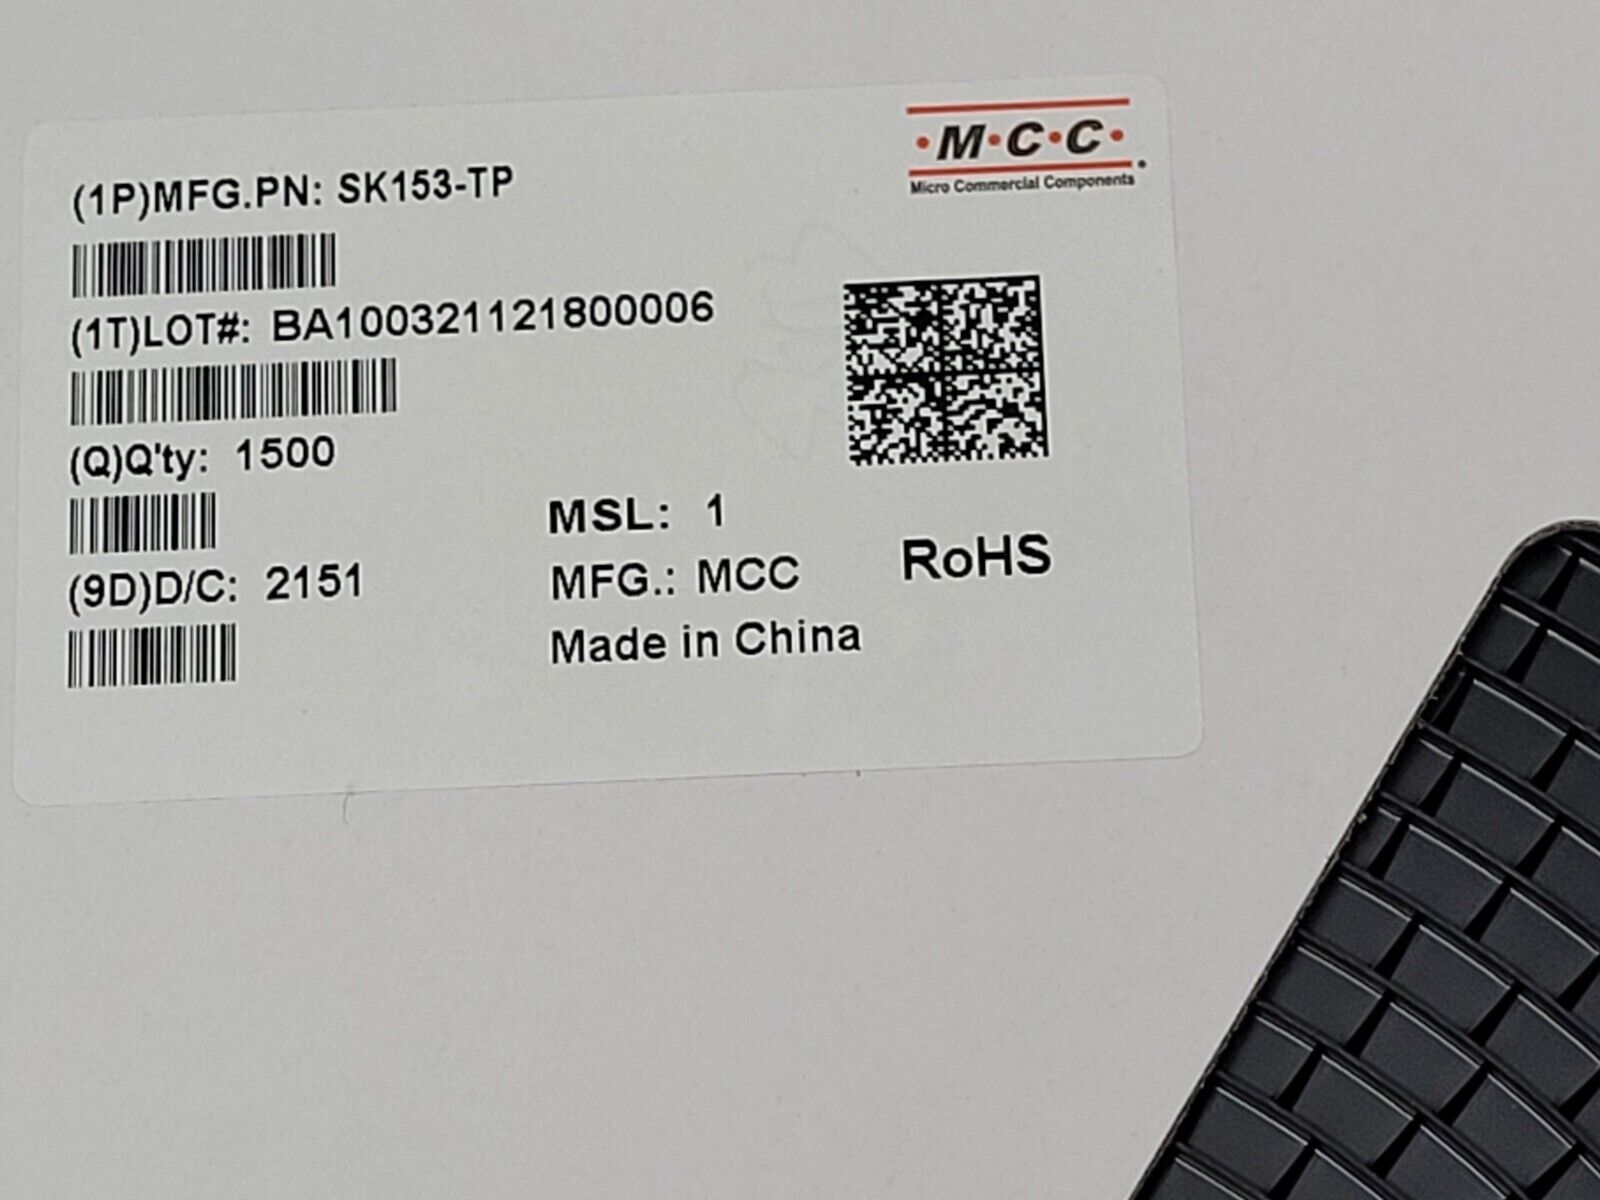 ·M·C·C·
Micro Commercial Components
(1P)MFG.PN: SK153-TP
(1T)LOT#: BA100321121800006
(Q)Q'ty: 1500
MSL: 1
(9D)D/C: 2151
MFG.: MCC
RoHS
Made in China